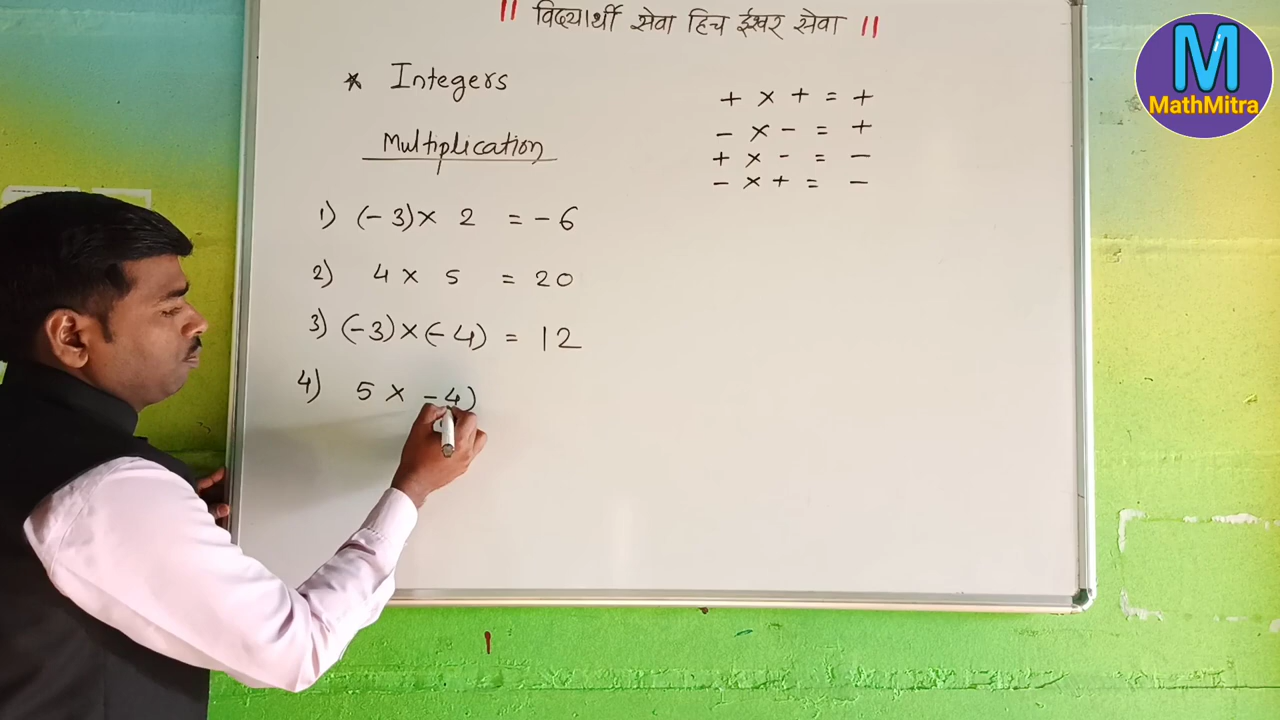 || विद्यार्थी सेवा हिच ईश्वर सेवा ||
M
MathMitra
* Integers
Multiplication
+ × + = +
- × - = +
+ × - = -
- × + = -
1) (-3) × 2 = -6
2) 4 × 5 = 20
3) (-3) × (-4) = 12
4) 5 × -4)